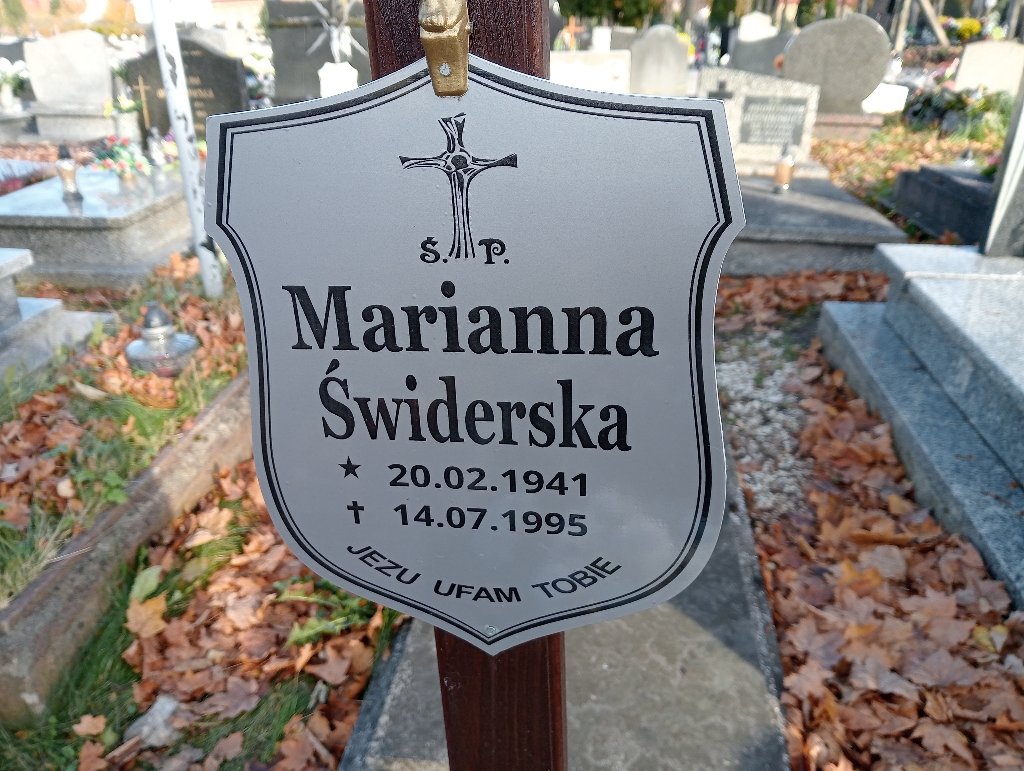 Ś. P.
Marianna
Świderska
★ 20.02.1941
✝ 14.07.1995
JEZU UFAM TOBIE